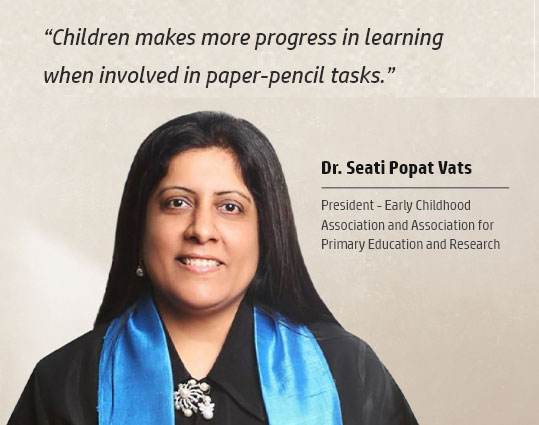 “Children makes more progress in learning
when involved in paper-pencil tasks.”
Dr. Seati Popat Vats
President - Early Childhood
Association and Association for
Primary Education and Research